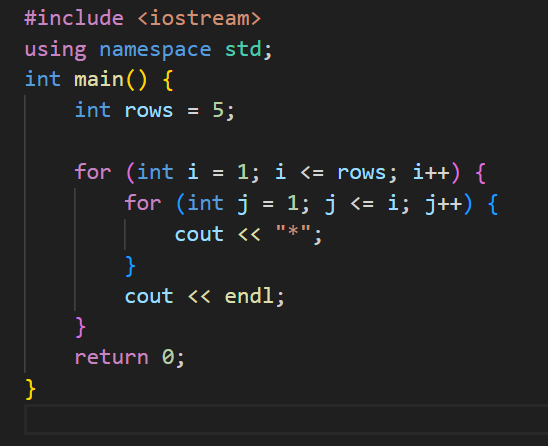 #include <iostream>
using namespace std;
int main() {
    int rows = 5;

    for (int i = 1; i <= rows; i++) {
        for (int j = 1; j <= i; j++) {
            cout << "*";
        }
        cout << endl;
    }
    return 0;
}